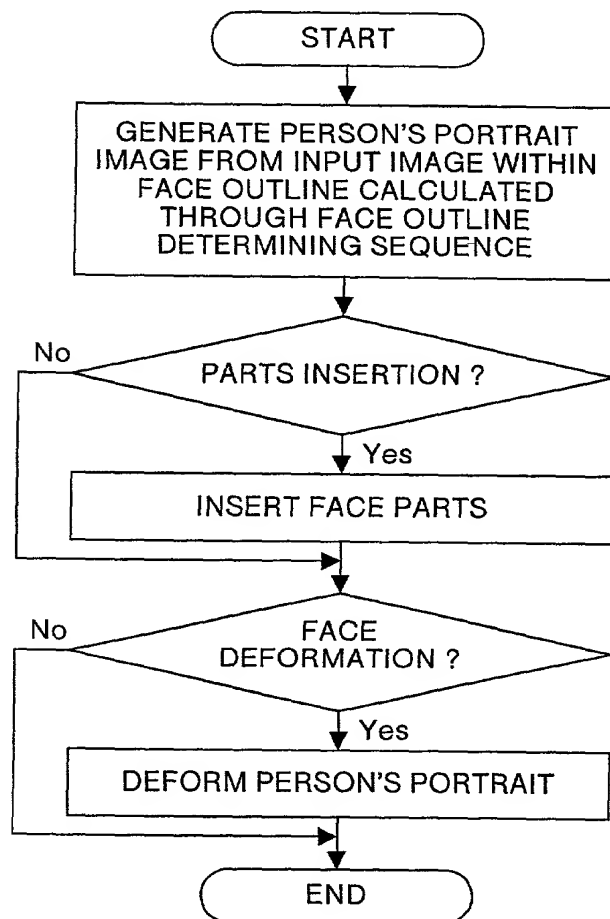 START
GENERATE PERSON'S PORTRAIT
IMAGE FROM INPUT IMAGE WITHIN
FACE OUTLINE CALCULATED
THROUGH FACE OUTLINE
DETERMINING SEQUENCE
No
PARTS INSERTION ?
Yes
INSERT FACE PARTS
No
FACE
DEFORMATION ?
Yes
DEFORM PERSON'S PORTRAIT
END